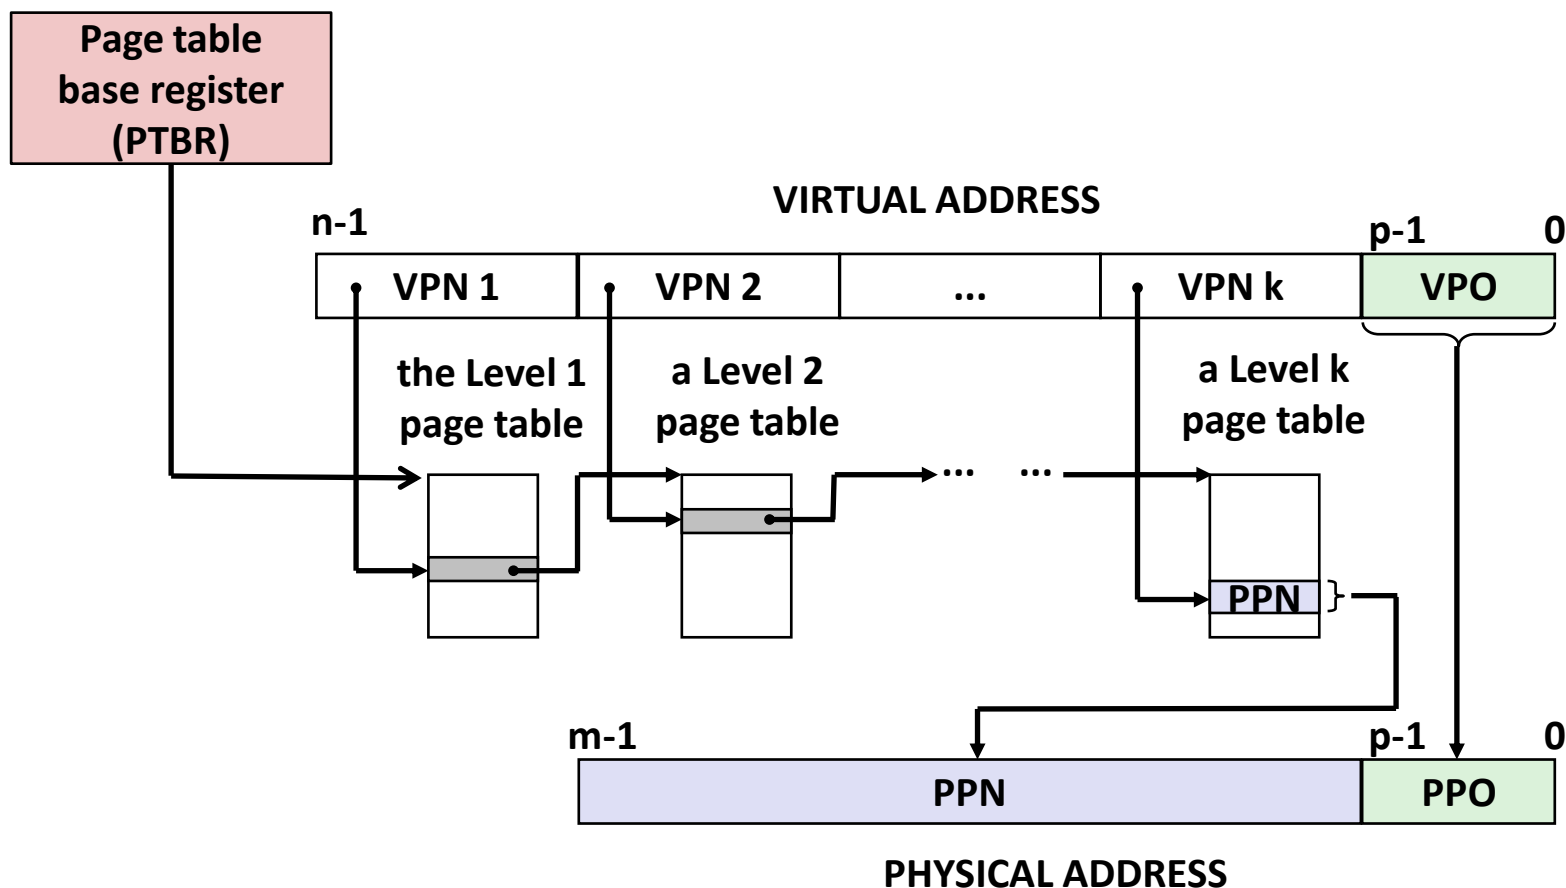 Page table
base register
(PTBR)
VIRTUAL ADDRESS
n-1
p-1
0
VPN 1
VPN 2
...
VPN k
VPO
the Level 1
page table
a Level 2
page table
a Level k
page table
...
...
PPN
m-1
p-1
0
PPN
PPO
PHYSICAL ADDRESS